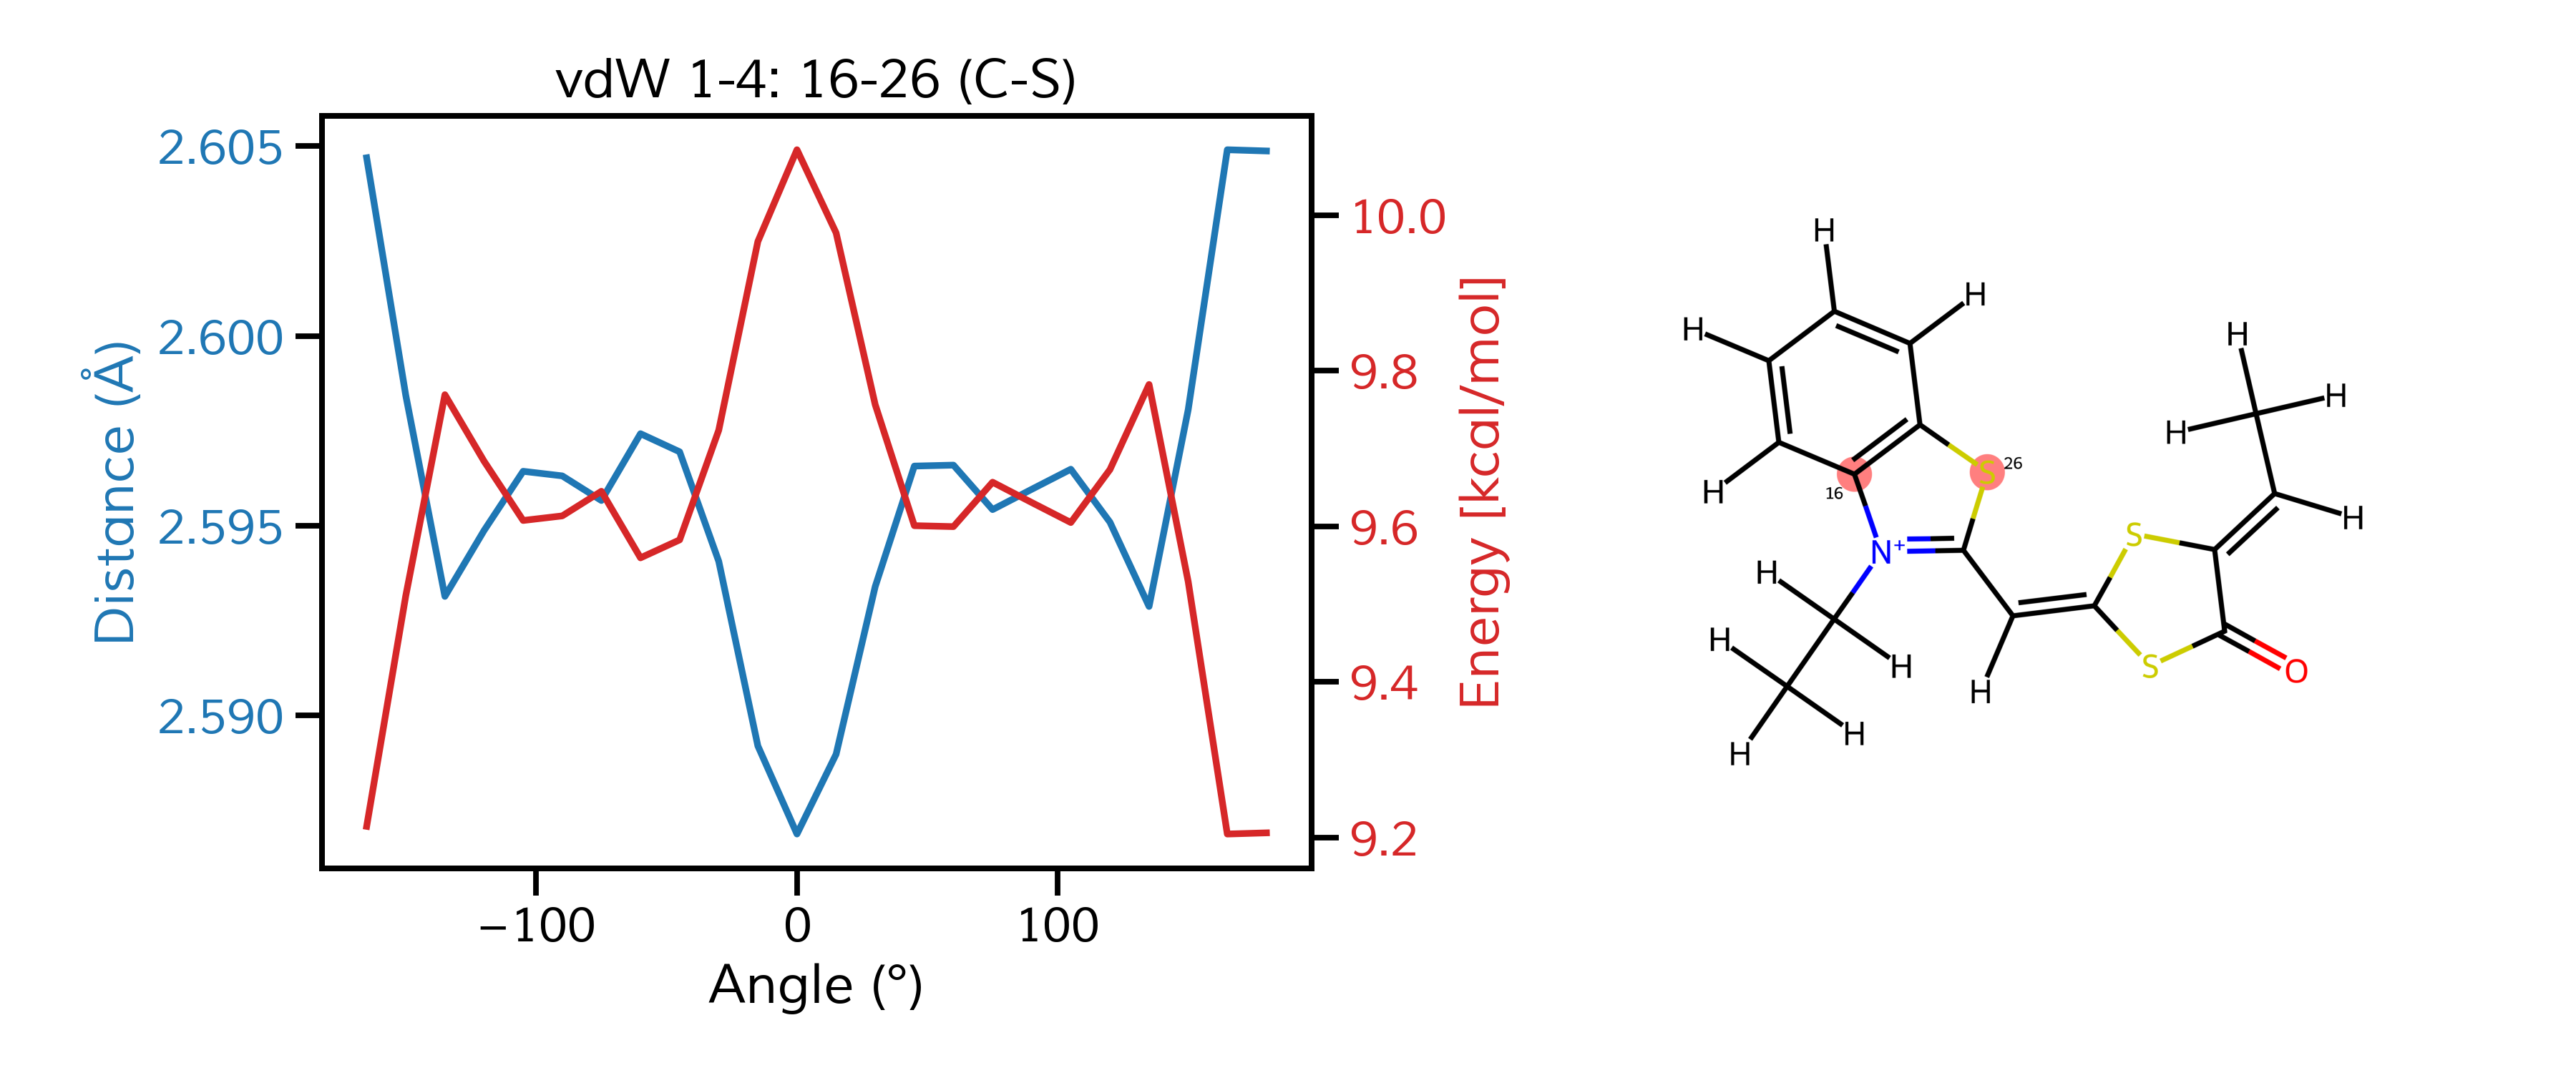 vdW 1-4: 16-26 (C-S)
2.605
2.600
2.595
2.590
Distance (Å)
10.0
9.8
9.6
9.4
9.2
Energy [kcal/mol]
−100
0
100
Angle (°)
H
H
H
H
H
H
H
S
26
16
H
S
H
N+
H
H
H
S
O
H
H
H